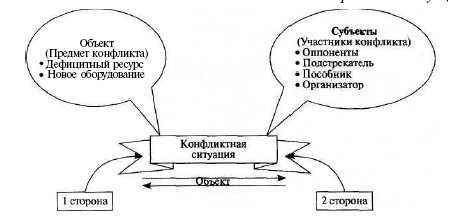 Объект
(Предмет конфликта)
• Дефицитный ресурс
• Новое оборудование
Субъекты
(Участники конфликта)
• Оппоненты
• Подстрекатель
• Пособник
• Организатор
Конфликтная
ситуация
Объект
1 сторона
2 сторона